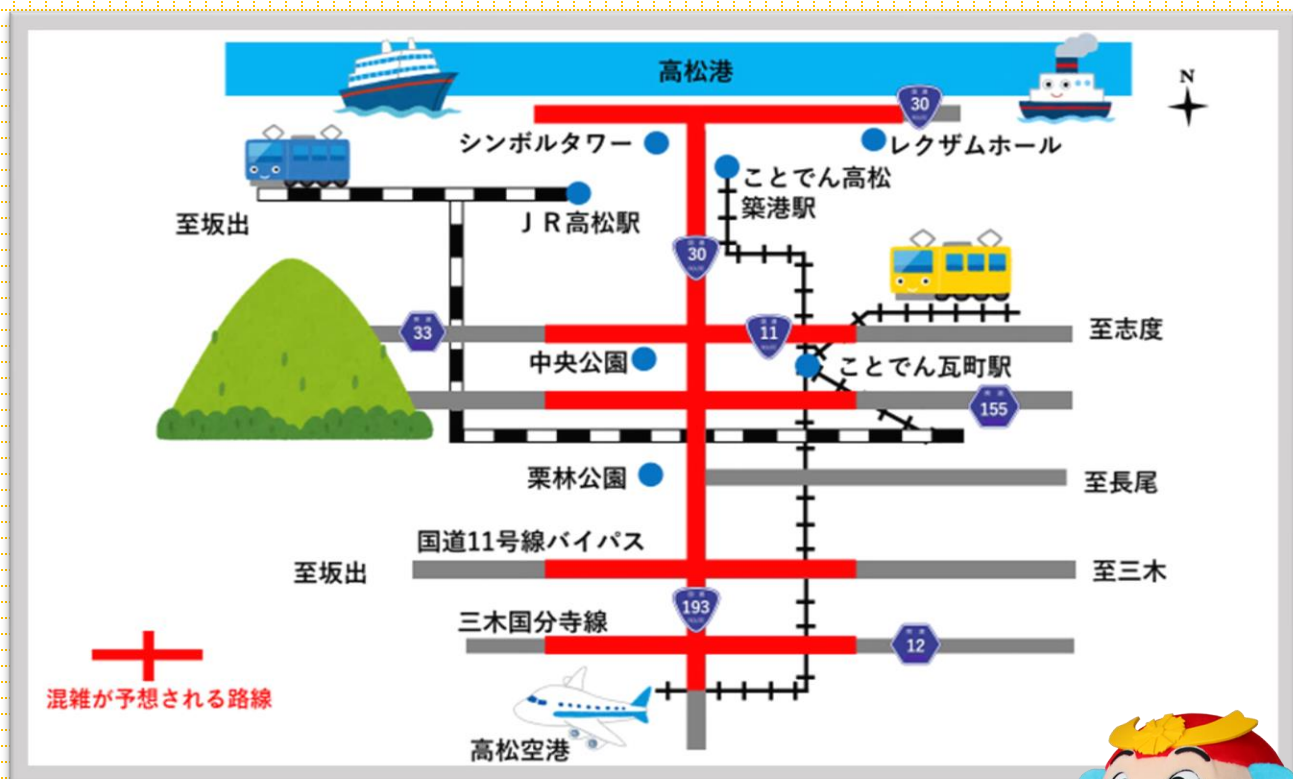 高松港
N
30
シンボルタワー
レクザムホール
ことでん高松
築港駅
至坂出
JR高松駅
30
33
11
至志度
中央公園
ことでん瓦町駅
155
栗林公園
至長尾
国道11号線バイパス
至坂出
至三木
193
三木国分寺線
12
混雑が予想される路線
高松空港